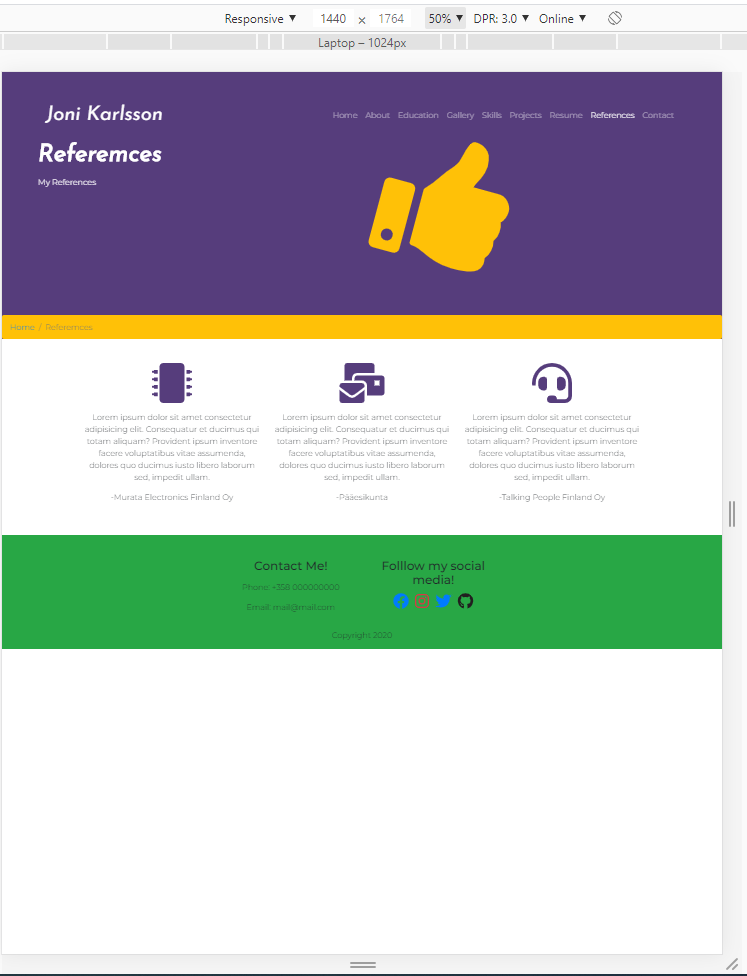 Responsive ▼ 1440 × 1764 50% ▼ DPR: 3.0 ▼ Online ▼
Laptop – 1024px
Joni Karlsson
Home About Education Gallery Skills Projects Resume References Contact
Referemces
My References
Home / Referemces
Lorem ipsum dolor sit amet consectetur
adipisicing elit. Consequatur et ducimus qui
totam aliquam? Provident ipsum inventore
facere voluptatibus vitae assumenda,
dolores quo ducimus iusto libero laborum
sed, impedit ullam.
-Murata Electronics Finland Oy
Lorem ipsum dolor sit amet consectetur
adipisicing elit. Consequatur et ducimus qui
totam aliquam? Provident ipsum inventore
facere voluptatibus vitae assumenda,
dolores quo ducimus iusto libero laborum
sed, impedit ullam.
-Pääesikunta
Lorem ipsum dolor sit amet consectetur
adipisicing elit. Consequatur et ducimus qui
totam aliquam? Provident ipsum inventore
facere voluptatibus vitae assumenda,
dolores quo ducimus iusto libero laborum
sed, impedit ullam.
-Talking People Finland Oy
Contact Me!
Phone: +358 000000000
Email: mail@mail.com
Folllow my social
media!
Copyright 2020